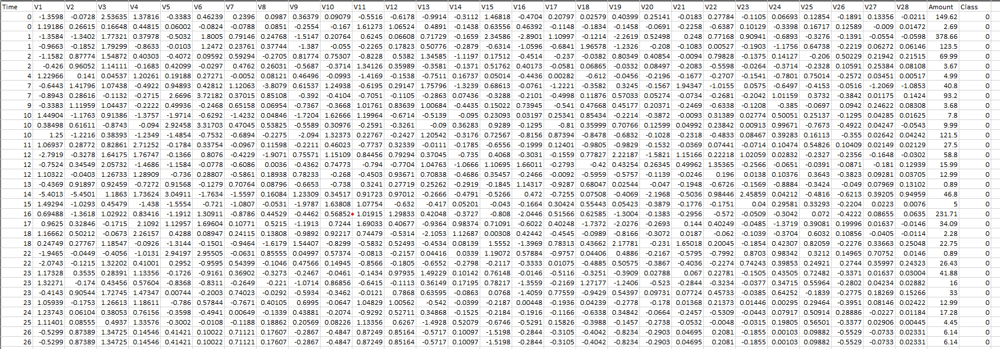 Time V1 V2 V3 V4 V5 V6 V7 V8 V9 V10 V11 V12 V13 V14 V15 V16 V17 V18 V19 V20 V21 V22 V23 V24 V25 V26 V27 V28 Amount Class
0 -1.3598 -0.0728 2.53635 1.37816 -0.3383 0.46239 0.2396 0.0987 0.36379 0.09079 -0.5516 -0.6178 -0.9914 -0.3112 1.46818 -0.4704 0.20797 0.02579 0.40399 0.25141 -0.0183 0.27784 -0.1105 0.06693 0.12854 -0.1891 0.13356 -0.0211 149.62 0
0 1.19186 0.26615 0.16648 0.44815 0.06002 -0.0824 -0.0788 0.0851 -0.2554 -0.167 1.61273 1.06524 0.4891 -0.1438 0.63556 0.46392 -0.1148 -0.1834 -0.1458 -0.0691 -0.2258 -0.6387 0.10129 -0.3398 0.16717 0.12589 -0.009 0.01472 2.69 0
1 -1.3584 -1.3402 1.77321 0.37978 -0.5032 1.8005 0.79146 0.24768 -1.5147 0.20764 0.6245 0.06608 0.71729 -0.1659 2.34586 -2.8901 1.10997 -0.1214 -2.2619 0.52498 0.248 0.77168 0.90941 -0.6893 -0.3276 -0.1391 -0.0554 -0.0598 378.66 0
1 -0.9663 -0.1852 1.79299 -0.8633 -0.0103 1.2472 0.23761 0.37744 -1.387 -0.055 -0.2265 0.17823 0.50776 -0.2879 -0.6314 -1.0596 -0.6841 1.96578 -1.2326 -0.208 -0.1083 0.00527 -0.1903 -1.1756 0.64738 -0.2219 0.06272 0.06146 123.5 0
2 -1.1582 0.87774 1.54872 0.40303 -0.4072 0.09592 0.59294 -0.2705 0.81774 0.75307 -0.8228 0.5382 1.34585 -1.1197 0.17512 -0.4514 -0.237 -0.0382 0.80349 0.40854 -0.0094 0.79828 -0.1375 0.14127 -0.206 0.50229 0.21942 0.21515 69.99 0
2 -0.426 0.96052 1.14111 -0.1683 0.42099 -0.0297 0.4762 0.26031 -0.5687 -0.3714 1.34126 0.35989 -0.3581 -0.1371 0.51762 0.40173 -0.0581 0.06865 -0.0332 0.08497 -0.2083 -0.5598 -0.0264 -0.3714 -0.2328 0.10591 0.25384 0.08108 3.67 0
4 1.22966 0.141 0.04537 1.20261 0.19188 0.27271 -0.0052 0.08121 0.46496 -0.0993 -1.4169 -0.1538 -0.7511 0.16737 0.05014 -0.4436 0.00282 -0.612 -0.0456 -0.2196 -0.1677 -0.2707 -0.1541 -0.7801 0.75014 -0.2572 0.03451 0.00517 4.99 0
7 -0.6443 1.41796 1.07438 -0.4922 0.94893 0.42812 1.12063 -3.8079 0.61537 1.24938 -0.6195 0.29147 1.75796 -1.3239 0.68613 -0.0761 -1.2221 -0.3582 0.3245 -0.1567 1.94347 -1.0155 0.0575 -0.6497 -0.4153 -0.0516 -1.2069 -1.0853 40.8 0
7 -0.8943 0.28616 -0.1132 -0.2715 2.6696 3.72182 0.37015 0.85108 -0.392 -0.4104 -0.7051 -0.1105 -0.2863 0.07436 -0.3288 -0.2101 -0.4998 0.11876 0.57033 0.05274 -0.0734 -0.2681 -0.2042 1.01159 0.3732 -0.3842 0.01175 0.1424 93.2 0
9 -0.3383 1.11959 1.04437 -0.2222 0.49936 -0.2468 0.65158 0.06954 -0.7367 -0.3668 1.01761 0.83639 1.00684 -0.4435 0.15022 0.73945 -0.541 0.47668 0.45177 0.20371 -0.2469 -0.6338 -0.1208 -0.385 -0.0697 0.0942 0.24622 0.08308 3.68 0
10 1.44904 -1.1763 0.91386 -1.3757 -1.9714 -0.6292 -1.4232 0.04846 -1.7204 1.62666 1.19964 -0.6714 -0.5139 -0.095 0.23093 0.03197 0.25341 0.85434 -0.2214 -0.3872 -0.0093 0.31389 0.02774 0.50051 0.25137 -0.1295 0.04285 0.01625 7.8 0
10 0.38498 0.61611 -0.8743 -0.094 2.92458 3.31703 0.47045 0.53825 -0.5589 0.30976 -0.2591 -0.3261 -0.09 0.36283 0.9289 -0.1295 -0.81 0.35999 0.70766 0.12599 0.04992 0.23842 0.00913 0.99671 -0.7673 -0.4922 0.04247 -0.0543 9.99 0
10 1.25 -1.2216 0.38393 -1.2349 -1.4854 -0.7532 -0.6894 -0.2275 -2.094 1.32373 0.22767 -0.2427 1.20542 -0.3176 0.72567 -0.8156 0.87394 -0.8478 -0.6832 -0.1028 -0.2318 -0.4833 0.08467 0.39283 0.16113 -0.355 0.02642 0.04242 121.5 0
11 1.06937 0.28772 0.82861 2.71252 -0.1784 0.33754 -0.0967 0.11598 -0.2211 0.46023 -0.7737 0.32339 -0.0111 -0.1785 -0.6556 -0.1999 0.12401 -0.9805 -0.9829 -0.1532 -0.0369 0.07441 -0.0714 0.10474 0.54826 0.10409 0.02149 0.02129 27.5 0
12 -2.7919 -0.3278 1.64175 1.76747 -0.1366 0.8076 -0.4229 -1.9071 0.75571 1.15109 0.84456 0.79294 0.37045 -0.735 0.4068 -0.3031 -0.1559 0.77827 2.22187 -1.5821 1.15166 0.22218 1.02059 0.02832 -0.2327 -0.2356 -0.1648 -0.0302 58.8 0
12 -0.7524 0.34549 2.05732 -1.4686 -1.1584 -0.0778 -0.6086 0.0036 -0.4362 0.74773 -0.794 -0.7704 1.04763 -1.0666 1.10695 1.66011 -0.2793 -0.42 0.43254 0.26345 0.49962 1.35365 -0.2566 -0.0651 -0.0391 -0.0871 -0.181 0.12939 15.99 0
12 1.10322 -0.0403 1.26733 1.28909 -0.736 0.28807 -0.5861 0.18938 0.78233 -0.268 -0.4503 0.93671 0.70838 -0.4686 0.35457 -0.2466 -0.0092 -0.5959 -0.5757 -0.1139 -0.0246 0.196 0.0138 0.10376 0.3643 -0.3823 0.09281 0.03705 12.99 0
13 -0.4369 0.91897 0.92459 -0.7272 0.91568 -0.1279 0.70764 0.08796 -0.6653 -0.738 0.3241 0.27719 0.25262 -0.2919 -0.1845 1.14317 -0.9287 0.68047 0.02544 -0.047 -0.1948 -0.6726 -0.1569 -0.8884 -0.3424 -0.049 0.07969 0.13102 0.89 0
14 -5.4013 -5.4501 1.1863 1.73624 3.04911 -1.7634 -1.5597 0.16084 1.23309 0.34517 0.91723 0.97012 -0.2666 -0.4791 -0.5266 0.472 -0.7255 0.07508 -0.4069 -2.1968 -0.5036 0.98446 2.45859 0.04212 -0.4816 -0.6213 0.39205 0.94959 46.8 0
15 1.49294 -1.0293 0.45479 -1.438 -1.5554 -0.721 -1.0807 -0.0531 -1.9787 1.63808 1.07754 -0.632 -0.417 0.05201 -0.043 -0.1664 0.30424 0.55443 0.05423 -0.3879 -0.1776 -0.1751 0.04 0.29581 0.33293 -0.2204 0.0223 0.0076 5 0
16 0.69488 -1.3618 1.02922 0.83416 -1.1912 1.30911 -0.8786 0.44529 -0.4462 0.56852 1.01915 1.29833 0.42048 -0.3727 -0.808 -2.0446 0.51566 0.62585 -1.3004 -0.1383 -0.2956 -0.572 -0.0509 -0.3042 0.072 -0.4222 0.08655 0.0635 231.71 0
17 0.9625 0.32846 -0.1715 2.1092 1.12957 1.69604 0.10771 0.5215 -1.1913 0.7244 1.69033 0.40677 -0.9364 0.98374 0.71091 -0.6022 0.40248 -1.7372 -2.0276 -0.2693 0.144 0.40249 -0.0485 -1.3719 0.39081 0.19996 0.01637 -0.0146 34.09 0
18 1.16662 0.50212 -0.0673 2.26157 0.4288 0.08947 0.24115 0.13808 -0.9892 0.92217 0.74479 -0.5314 -2.1053 1.12687 0.00308 0.42442 -0.4545 -0.0989 -0.8166 -0.3072 0.0187 -0.062 -0.1039 -0.3704 0.6032 0.10856 -0.0405 -0.0114 2.28 0
18 0.24749 0.27767 1.18547 -0.0926 -1.3144 -0.1501 -0.9464 -1.6179 1.54407 -0.8299 -0.5832 0.52493 -0.4534 0.08139 1.5552 -1.3969 0.78313 0.43662 2.17781 -0.231 1.65018 0.20045 -0.1854 0.42307 0.82059 -0.2276 0.33663 0.25048 22.75 0
22 -1.9465 -0.0449 -0.4056 -1.0131 2.94197 2.95505 -0.0631 0.85555 0.04997 0.57374 -0.0813 -0.2157 0.04416 0.0339 1.19072 0.57884 -0.9757 0.04406 0.4886 -0.2167 -0.5795 -0.7992 0.8703 0.98342 0.3212 0.14965 0.70752 0.0146 0.89 0
22 -2.0743 -0.1215 1.32202 0.41001 0.2952 -0.9595 0.54399 -0.1046 0.47566 0.14945 -0.8566 -0.1805 -0.6552 -0.2798 -0.2117 -0.3333 0.01075 -0.4885 0.50575 -0.3867 -0.4036 -0.2274 0.74243 0.39853 0.24921 0.2744 0.35997 0.24323 26.43 0
23 1.17328 0.3535 0.28391 1.13356 -0.1726 -0.9161 0.36902 -0.3273 -0.2467 -0.0461 -0.1434 0.97935 1.49229 0.10142 0.76148 -0.0146 -0.5116 -0.3251 -0.3909 0.02788 0.067 0.22781 -0.1505 0.43505 0.72482 -0.3371 0.01637 0.03004 41.88 0
23 1.32271 -0.174 0.43456 0.57604 -0.8368 -0.8311 -0.2649 -0.221 -1.0714 0.86856 -0.6415 -0.1113 0.36149 0.17195 0.78217 -1.3559 -0.2169 1.27177 -1.2406 -0.523 -0.2844 -0.3234 -0.0377 0.34715 0.55964 -0.2802 0.04234 0.02882 16 0
23 -0.4143 0.90544 1.72745 1.47347 0.00744 -0.2003 0.74023 -0.0292 -0.5934 -0.3462 -0.0121 0.7868 0.63595 -0.0863 0.0768 -1.4059 0.77559 -0.9429 0.54397 0.09731 0.07724 0.45733 -0.0385 0.64252 -0.1839 -0.2775 0.18269 0.15266 33 0
23 1.05939 -0.1753 1.26613 1.18611 -0.786 0.57844 -0.7671 0.40105 0.6995 -0.0647 1.04829 1.00562 -0.542 -0.0399 -0.2187 0.00448 -0.1936 0.04239 -0.2778 -0.178 0.01368 0.21373 0.01446 0.00295 0.29464 -0.3951 0.08146 0.02422 12.99 0
24 1.23743 0.06104 0.38053 0.76156 -0.3598 -0.4941 0.00649 -0.1339 0.43881 -0.2074 -0.9292 0.52711 0.34868 -0.1525 -0.2184 -0.1916 -0.1166 -0.6338 0.34842 -0.0664 -0.2457 -0.5309 -0.0443 0.07917 0.50914 0.28886 -0.0227 0.01184 17.28 0
25 1.11401 0.08555 0.4937 1.33576 -0.3002 -0.0108 -0.1188 0.18862 0.20569 0.08226 1.13356 0.6267 -1.4928 0.52079 -0.6746 -0.5291 0.15826 -0.3988 -0.1457 -0.2738 -0.0532 -0.0048 -0.0315 0.19805 0.56501 -0.3377 0.02906 0.00445 4.45 0
26 -0.5299 0.87389 1.34725 0.14546 0.41421 0.10022 0.71121 0.17607 -0.2867 -0.4847 0.87249 0.85164 -0.5717 0.10097 -1.5198 -0.2844 -0.3105 -0.4042 -0.8234 -0.2903 0.04695 0.2081 -0.1855 0.00103 0.09882 -0.5529 -0.0733 0.02331 6.14 0
26 -0.5299 0.87389 1.34725 0.14546 0.41421 0.10022 0.71121 0.17607 -0.2867 -0.4847 0.87249 0.85164 -0.5717 0.10097 -1.5198 -0.2844 -0.3105 -0.4042 -0.8234 -0.2903 0.04695 0.2081 -0.1855 0.00103 0.09882 -0.5529 -0.0733 0.02331 6.14 0